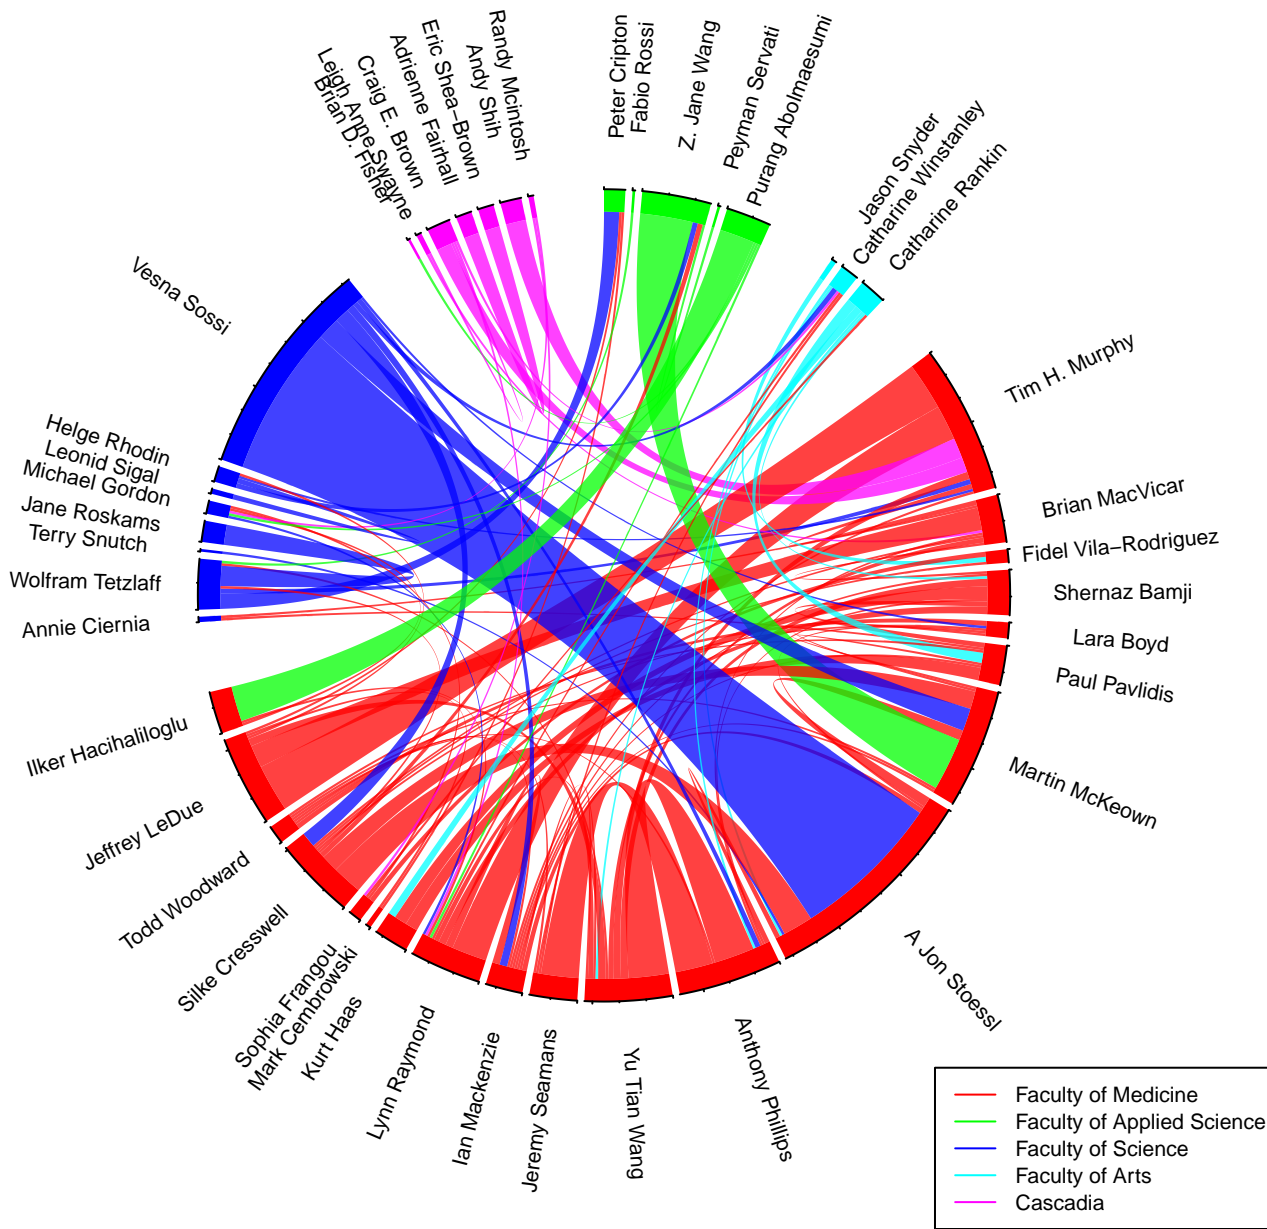 Peter Cripton
Fabio Rossi
Z. Jane Wang
Peyman Servati
Purang Abolmaesumi
Jason Snyder
Catharine Winstanley
Catharine Rankin
Tim H. Murphy
Brian MacVicar
Fidel Vila−Rodriguez
Shernaz Bamji
Lara Boyd
Paul Pavlidis
Martin McKeown
A Jon Stoessl
Anthony Phillips
Yu Tian Wang
Jeremy Seamans
Ian Mackenzie
Lynn Raymond
Kurt Haas
Mark Cembrowski
Sophia Frangou
Silke Cresswell
Todd Woodward
Jeffrey LeDue
Ilker Hacihaliloglu
Annie Ciernia
Wolfram Tetzlaff
Terry Snutch
Jane Roskams
Michael Gordon
Leonid Sigal
Helge Rhodin
Vesna Sossi
Brian D. Fisher
Leigh Anne Swayne
Craig E. Brown
Adrienne Fairhall
Eric Shea−Brown
Andy Shih
Randy Mcintosh
Faculty of Medicine
Faculty of Applied Science
Faculty of Science
Faculty of Arts
Cascadia